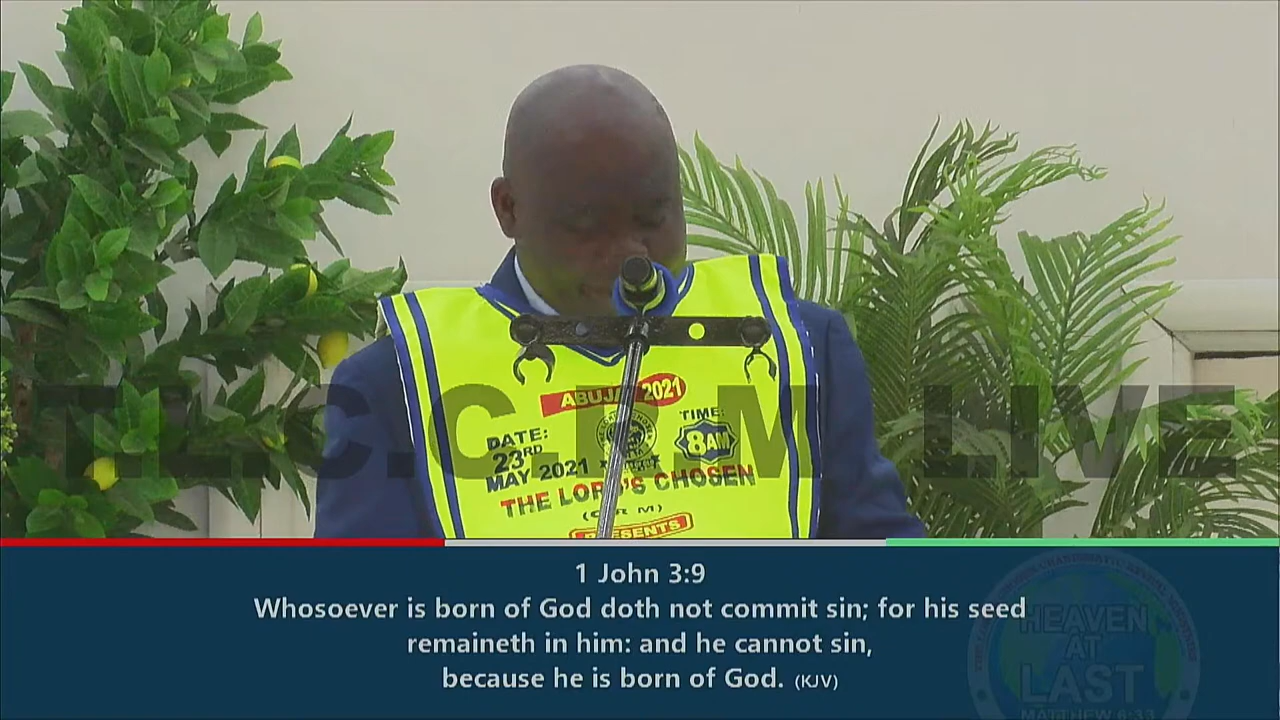 ABUJA 2021
DATE:
23RD
MAY 2021
TIME:
8AM
THE LORD'S CHOSEN
(C R M)
PRESENTS
T.L.C.C.R.M LIVE
1 John 3:9
Whosoever is born of God doth not commit sin; for his seed
remaineth in him: and he cannot sin,
because he is born of God. (KJV)
HEAVEN
AT
LAST
MATTHEW 6:33